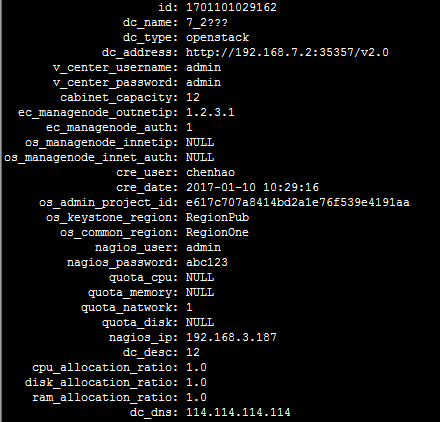 id: 1701101029162
dc_name: 7_2???
dc_type: openstack
dc_address: http://192.168.7.2:35357/v2.0
v_center_username: admin
v_center_password: admin
cabinet_capacity: 12
ec_managenode_outnetip: 1.2.3.1
ec_managenode_auth: 1
os_managenode_innetip: NULL
os_managenode_innet_auth: NULL
cre_user: chenhao
cre_date: 2017-01-10 10:29:16
os_admin_project_id: e617c707a8414bd2a1e76f539e4191aa
os_keystone_region: RegionPub
os_common_region: RegionOne
nagios_user: admin
nagios_password: abc123
quota_cpu: NULL
quota_memory: NULL
quota_natwork: 1
quota_disk: NULL
nagios_ip: 192.168.3.187
dc_desc: 12
cpu_allocation_ratio: 1.0
disk_allocation_ratio: 1.0
ram_allocation_ratio: 1.0
dc_dns: 114.114.114.114